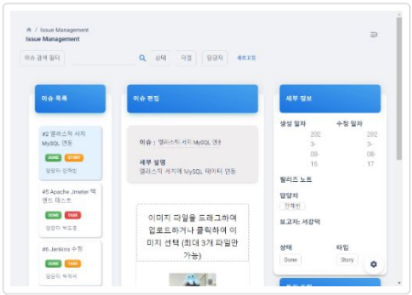 / Issue Management
Issue Management
이슈 검색 필터
상태
타입
담당자
이슈 목록
이슈 편집
세부 정보
#2 엘라스틱 서치
MySQL 연동
DONE STORY
#5 Apache Jmeter 백
엔드 테스트
DONE TASK
#6 Jenkins 수정
DONE
이슈 : 엘라스틱 서치 MySQL 연동
세부 설명
엘라스틱 서치에 MySQL 데이터 연동
이미지 파일을 드래그하여
업로드하거나 클릭하여 이
미지 선택 (최대 3개 파일만
가능)
생성 일자 수정 일자
202 202
3- 3-
09- 09-
15 17
릴리즈 노트
담당자
보고자: 서강덕
상태 타입
Done Story